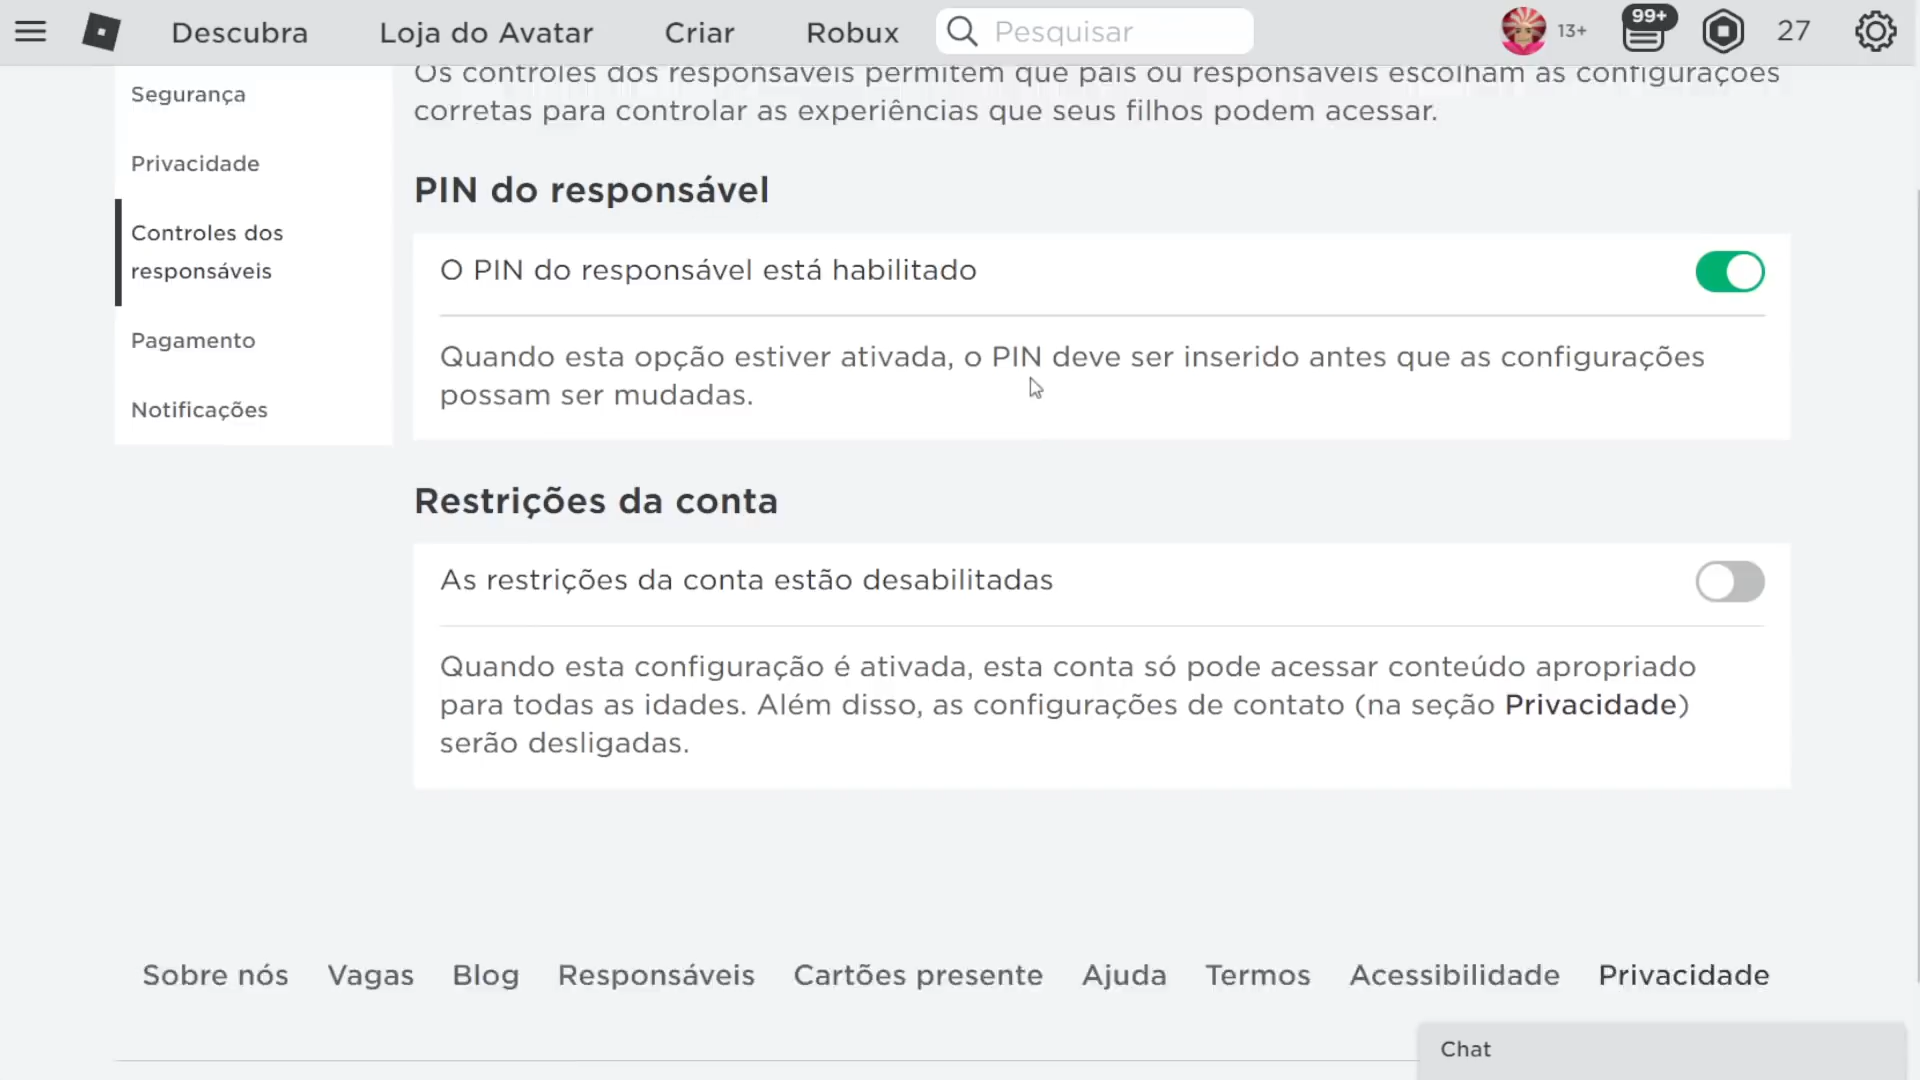 Descubra
Loja do Avatar
Criar
Robux
Pesquisar
13+
99+
27
Segurança
Privacidade
Controles dos
responsáveis
Pagamento
Notificações
Os controles dos responsáveis permitem que pais ou responsáveis escolham as configurações
corretas para controlar as experiências que seus filhos podem acessar.
PIN do responsável
O PIN do responsável está habilitado
Quando esta opção estiver ativada, o PIN deve ser inserido antes que as configurações
possam ser mudadas.
Restrições da conta
As restrições da conta estão desabilitadas
Quando esta configuração é ativada, esta conta só pode acessar conteúdo apropriado
para todas as idades. Além disso, as configurações de contato (na seção Privacidade)
serão desligadas.
Sobre nós
Vagas
Blog
Responsáveis
Cartões presente
Ajuda
Termos
Acessibilidade
Privacidade
Chat